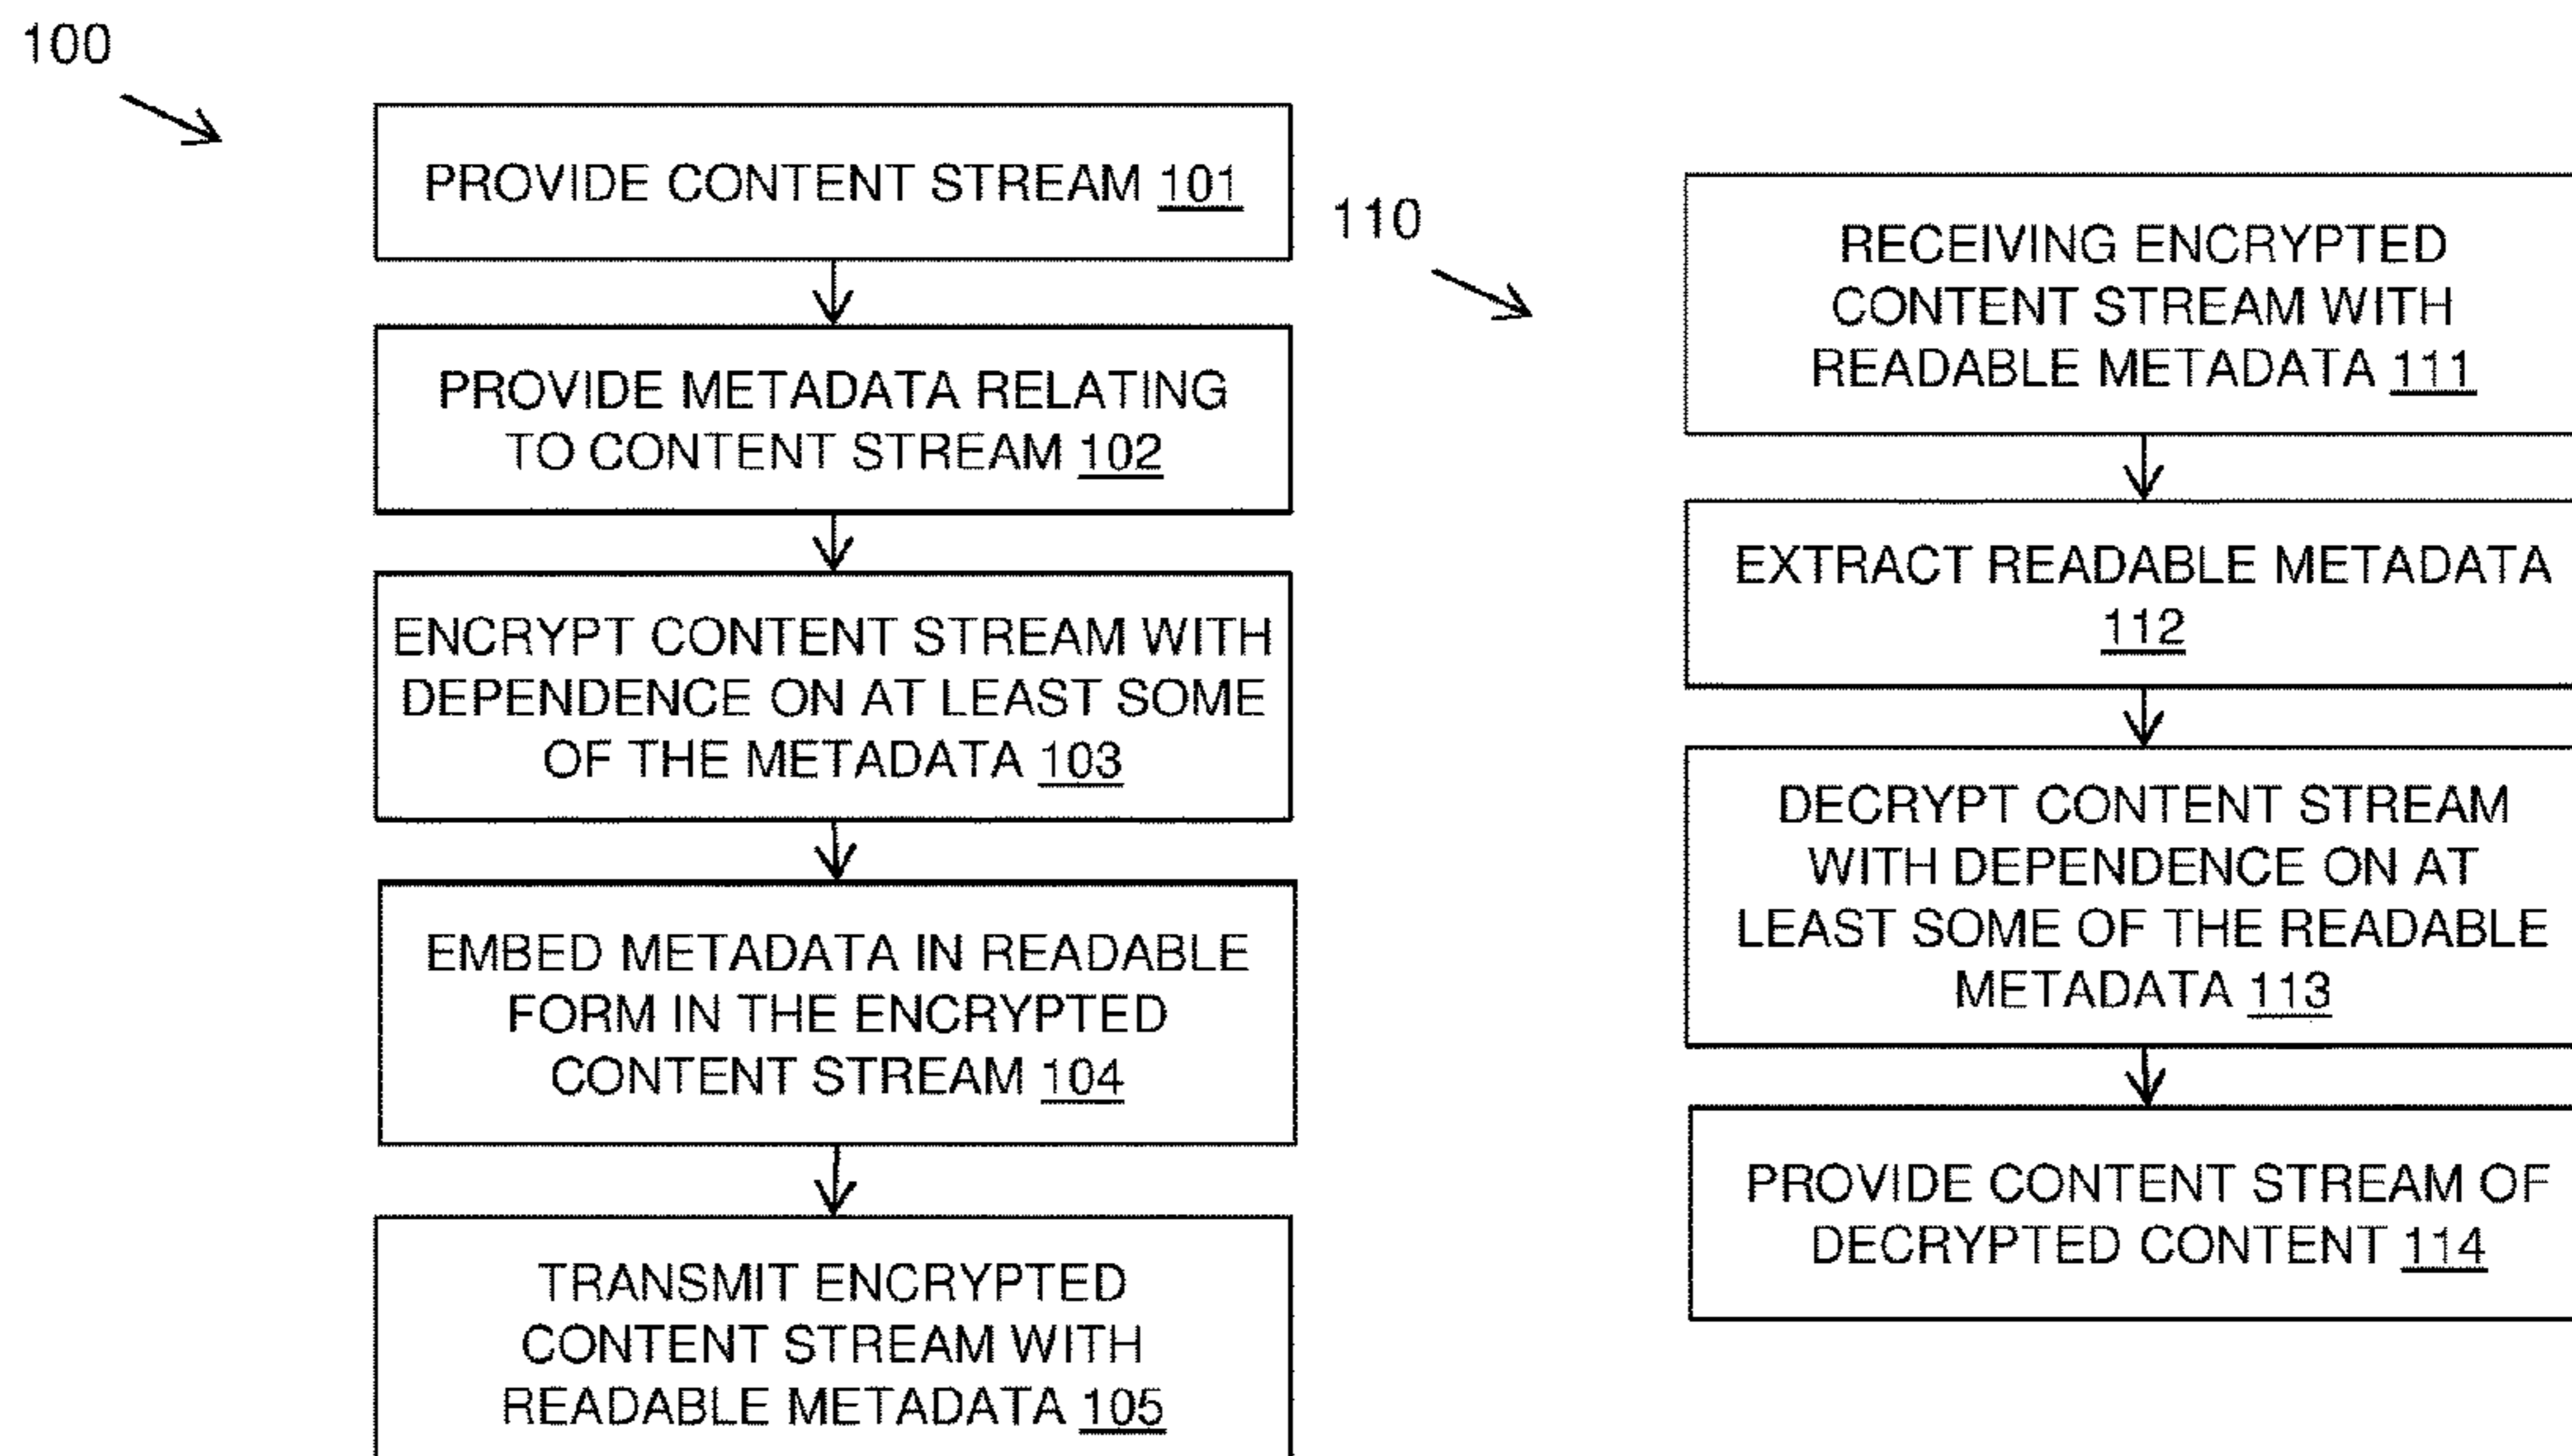 100
PROVIDE CONTENT STREAM 101
PROVIDE METADATA RELATING
TO CONTENT STREAM 102
ENCRYPT CONTENT STREAM WITH
DEPENDENCE ON AT LEAST SOME
OF THE METADATA 103
EMBED METADATA IN READABLE
FORM IN THE ENCRYPTED
CONTENT STREAM 104
TRANSMIT ENCRYPTED
CONTENT STREAM WITH
READABLE METADATA 105
110
RECEIVING ENCRYPTED
CONTENT STREAM WITH
READABLE METADATA 111
EXTRACT READABLE METADATA
112
DECRYPT CONTENT STREAM
WITH DEPENDENCE ON AT
LEAST SOME OF THE READABLE
METADATA 113
PROVIDE CONTENT STREAM OF
DECRYPTED CONTENT 114